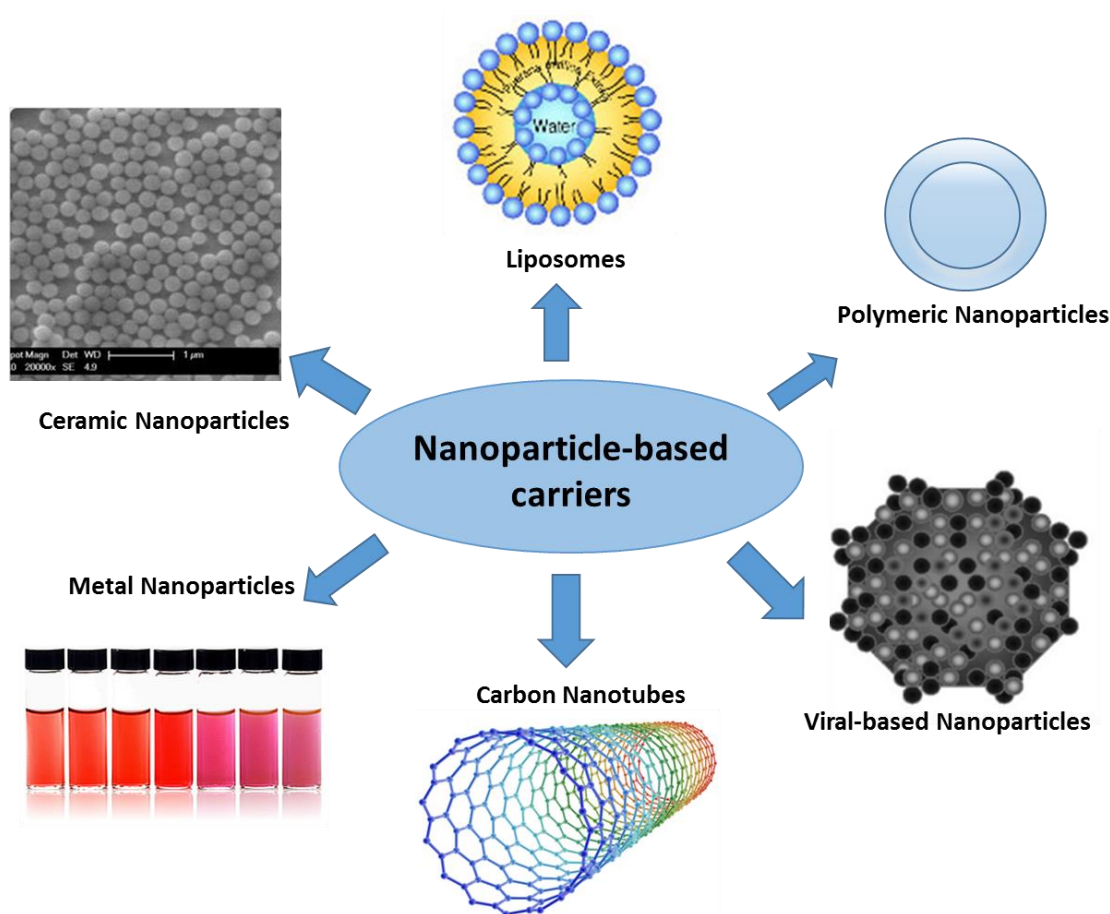 Water
Liposomes
Polymeric Nanoparticles
pot Magn Det WD 1 µm
0 20000x SE 4.9
Ceramic Nanoparticles
Nanoparticle-based
carriers
Metal Nanoparticles
Carbon Nanotubes
Viral-based Nanoparticles